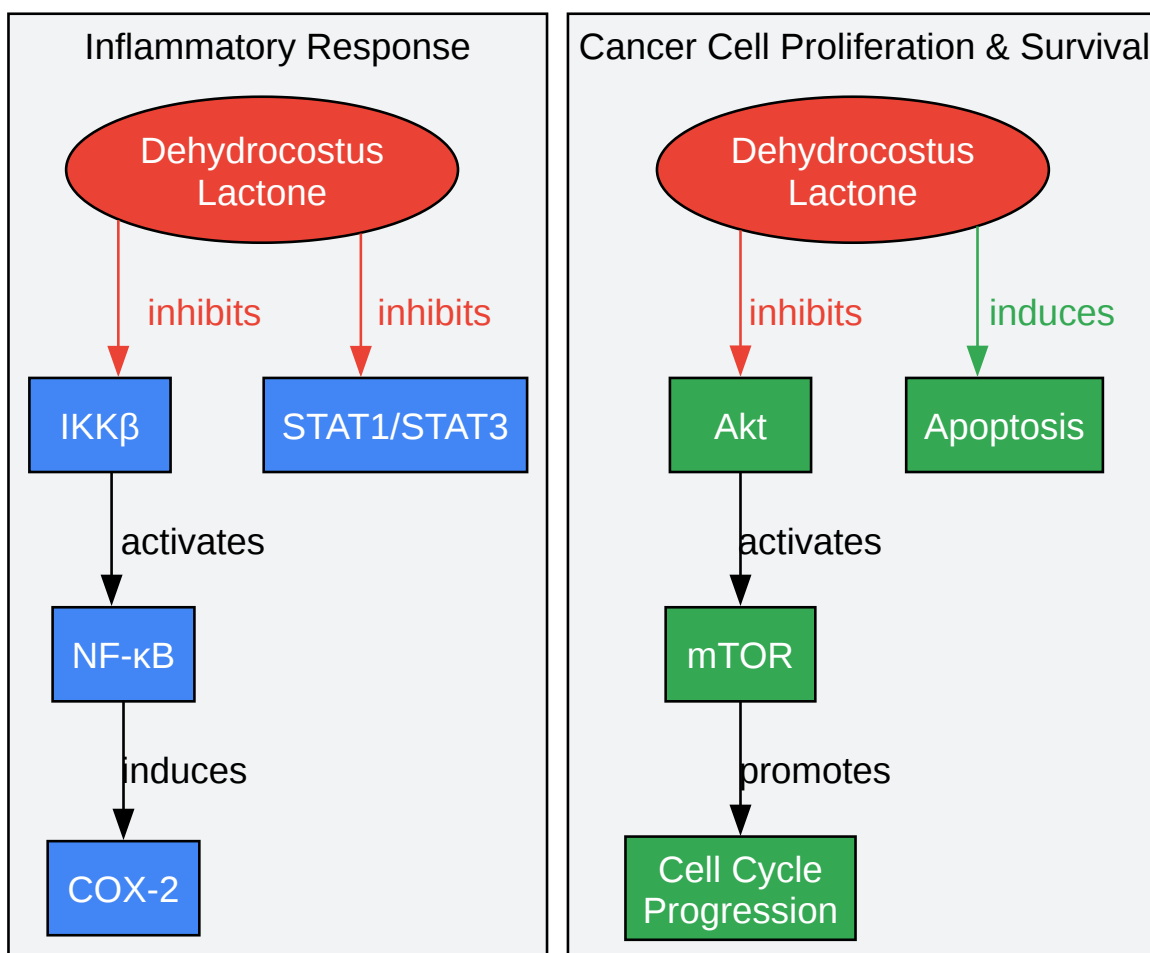 Inflammatory Response
Dehydrocostus
Lactone
inhibits
inhibits
IKKβ
STAT1/STAT3
activates
NF-κB
induces
COX-2
Cancer Cell Proliferation & Survival
Dehydrocostus
Lactone
inhibits
induces
Akt
Apoptosis
activates
mTOR
promotes
Cell Cycle
Progression